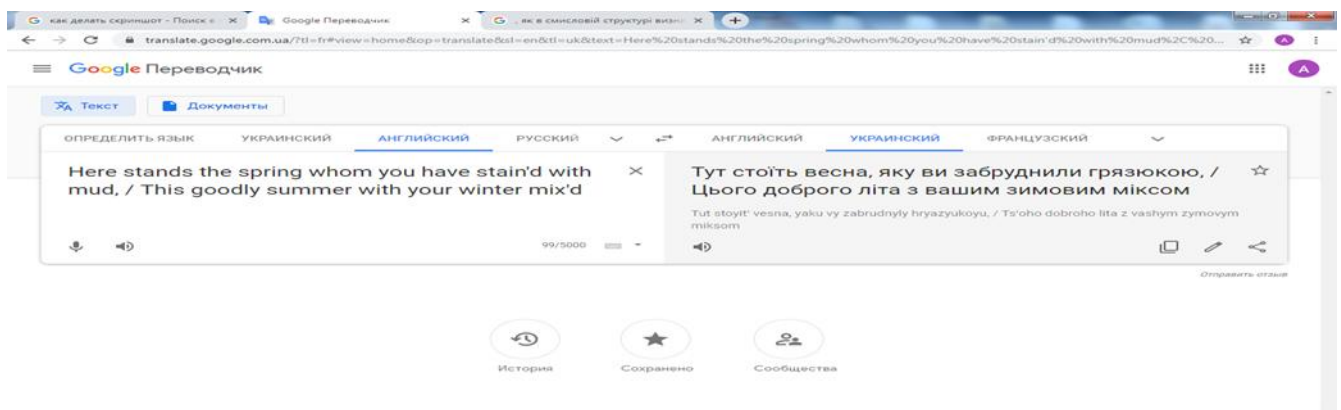 как делать скриншот - Поиск в
Google Переводчик
, як в смисловій структурі визн
translate.google.com.ua/?tl=fr#view=home&op=translate&sl=en&tl=uk&text=Here%20stands%20the%20spring%20whom%20you%20have%20stain'd%20with%20mud%2C%20...
Google Переводчик
A
Текст
Документы
ОПРЕДЕЛИТЬ ЯЗЫК УКРАИНСКИЙ АНГЛИЙСКИЙ РУССКИЙ
АНГЛИЙСКИЙ УКРАИНСКИЙ ФРАНЦУЗСКИЙ
Here stands the spring whom you have stain'd with
mud, / This goodly summer with your winter mix'd
99/5000
Тут стоїть весна, яку ви забруднили грязюкою, /
Цього доброго літа з вашим зимовим міксом
Tut stoyitʹ vesna, yaku vy zabrudnyly hryazyukoyu, / Tsʹoho dobroho lita z vashym zymovym
miksom
Отправить отзыв
История
Сохранено
Сообщества